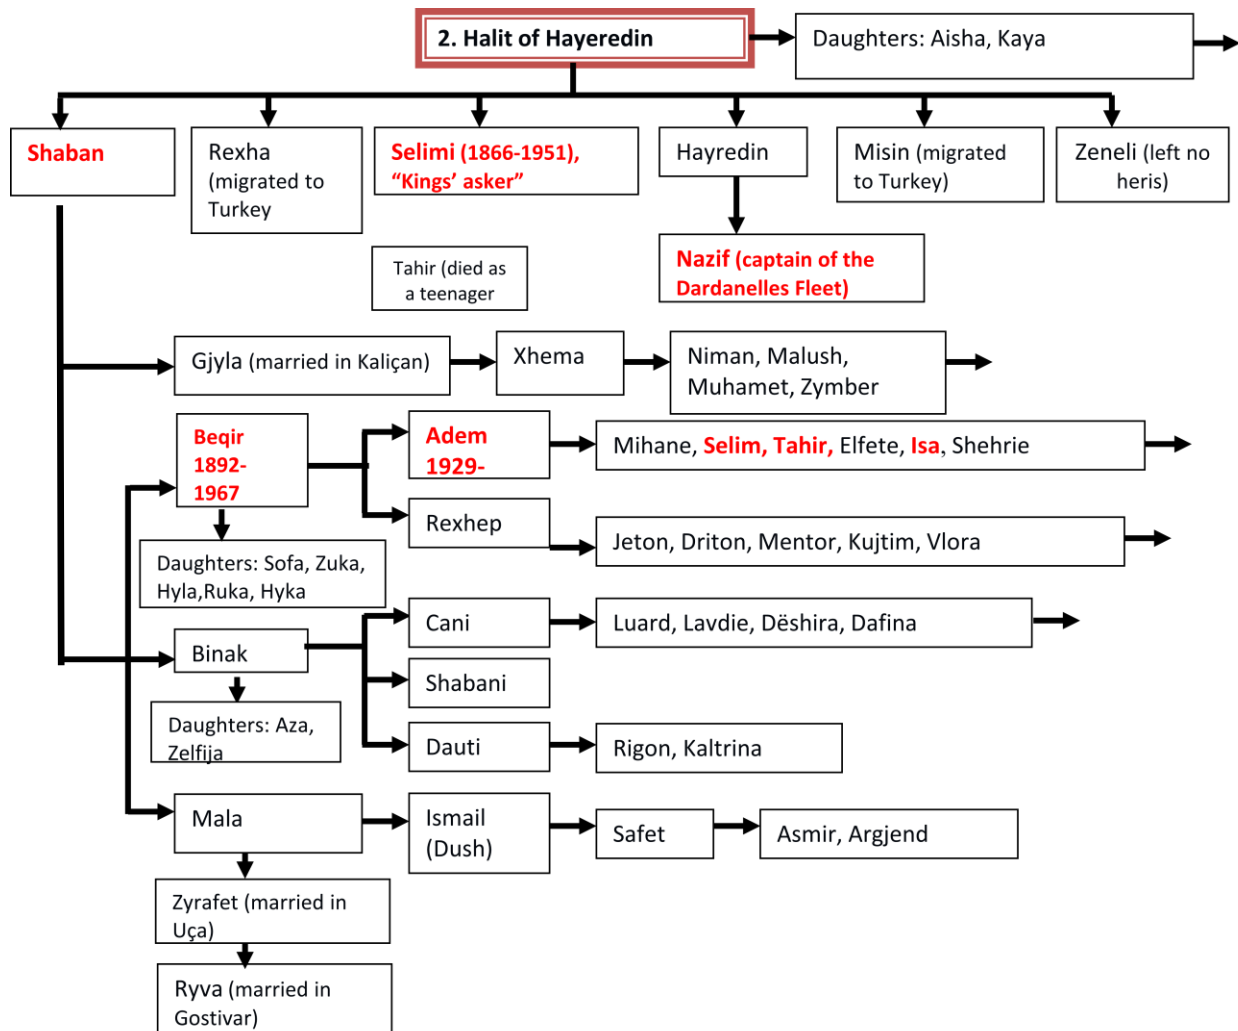 2. Halit of Hayeredin
Daughters: Aisha, Kaya
Shaban
Rexha
(migrated to
Turkey
Selimi (1866-1951),
“Kings’ asker”
Hayredin
Misin (migrated
to Turkey)
Zeneli (left no
heris)
Tahir (died as
a teenager
Nazif (captain of the
Dardanelles Fleet)
Gjyla (married in Kaliçan)
Xhema
Niman, Malush,
Muhamet, Zymber
Beqir
1892-
1967
Adem
1929-
Mihane, Selim, Tahir, Elfete, Isa, Shehrie
Rexhep
Jeton, Driton, Mentor, Kujtim, Vlora
Daughters: Sofa, Zuka,
Hyla,Ruka, Hyka
Binak
Cani
Luard, Lavdie, Dëshira, Dafina
Shabani
Daughters: Aza,
Zelfija
Dauti
Rigon, Kaltrina
Mala
Ismail
(Dush)
Safet
Asmir, Argjend
Zyrafet (married in
Uça)
Ryva (married in
Gostivar)